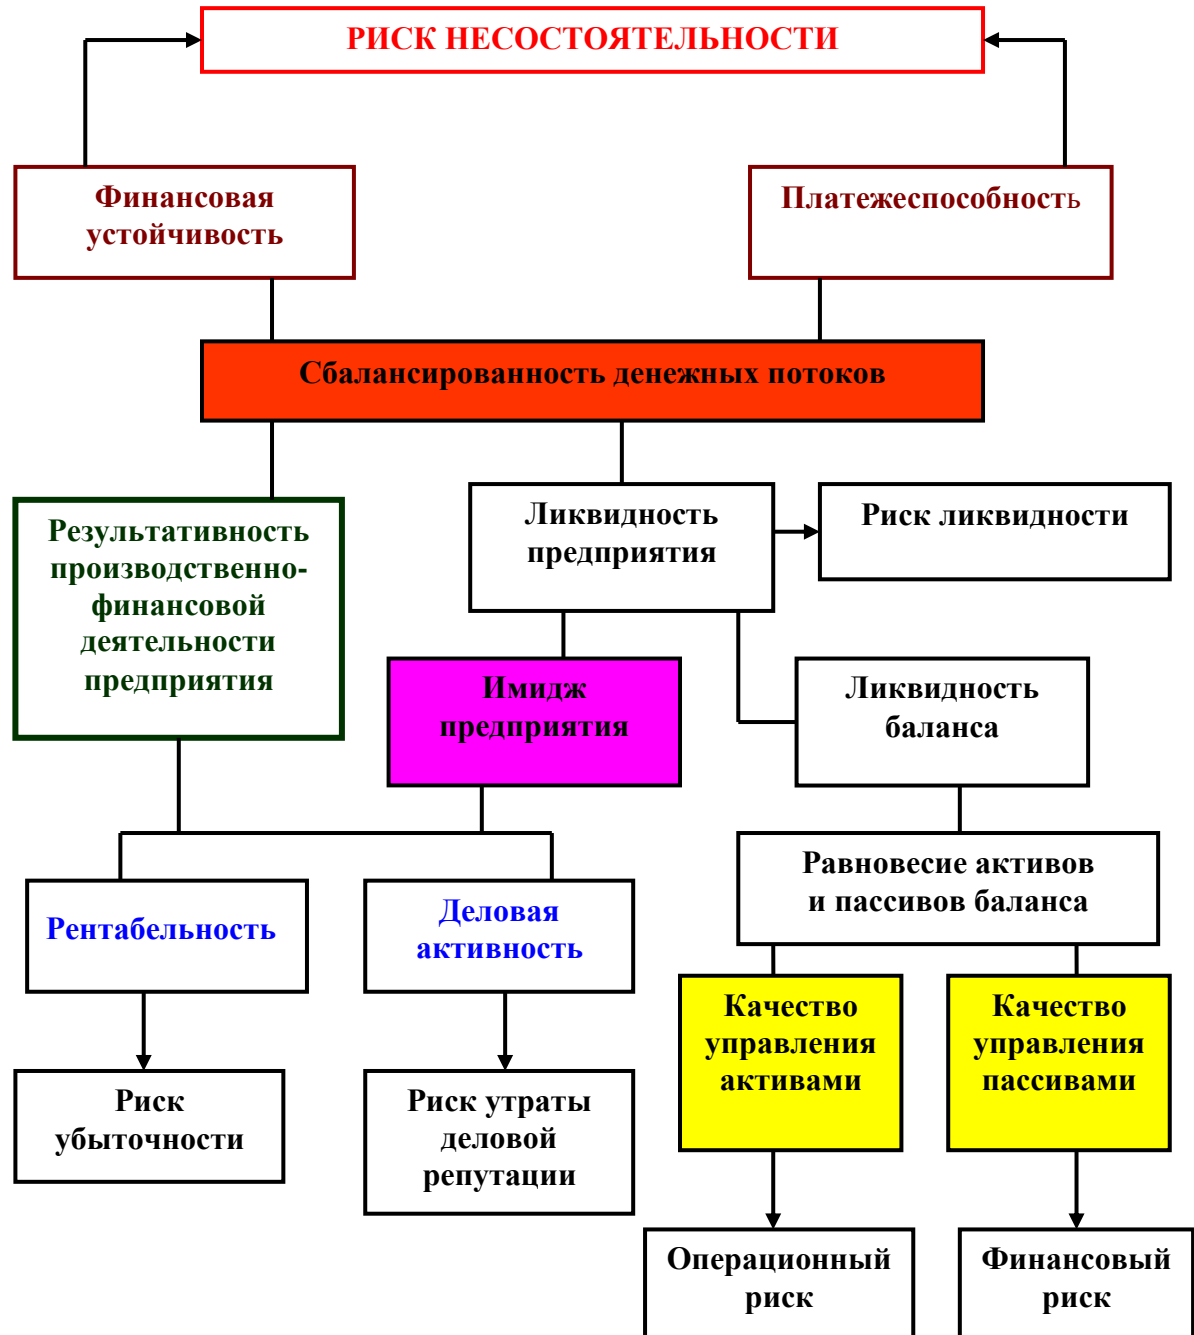 РИСК НЕСОСТОЯТЕЛЬНОСТИ
Финансовая
устойчивость
Платежеспособность
Сбалансированность денежных потоков
Результативность
производственно-
финансовой
деятельности
предприятия
Ликвидность
предприятия
Риск ликвидности
Имидж
предприятия
Ликвидность
баланса
Равновесие активов
и пассивов баланса
Рентабельность
Деловая
активность
Качество
управления
активами
Качество
управления
пассивами
Риск
убыточности
Риск утраты
деловой
репутации
Операционный
риск
Финансовый
риск